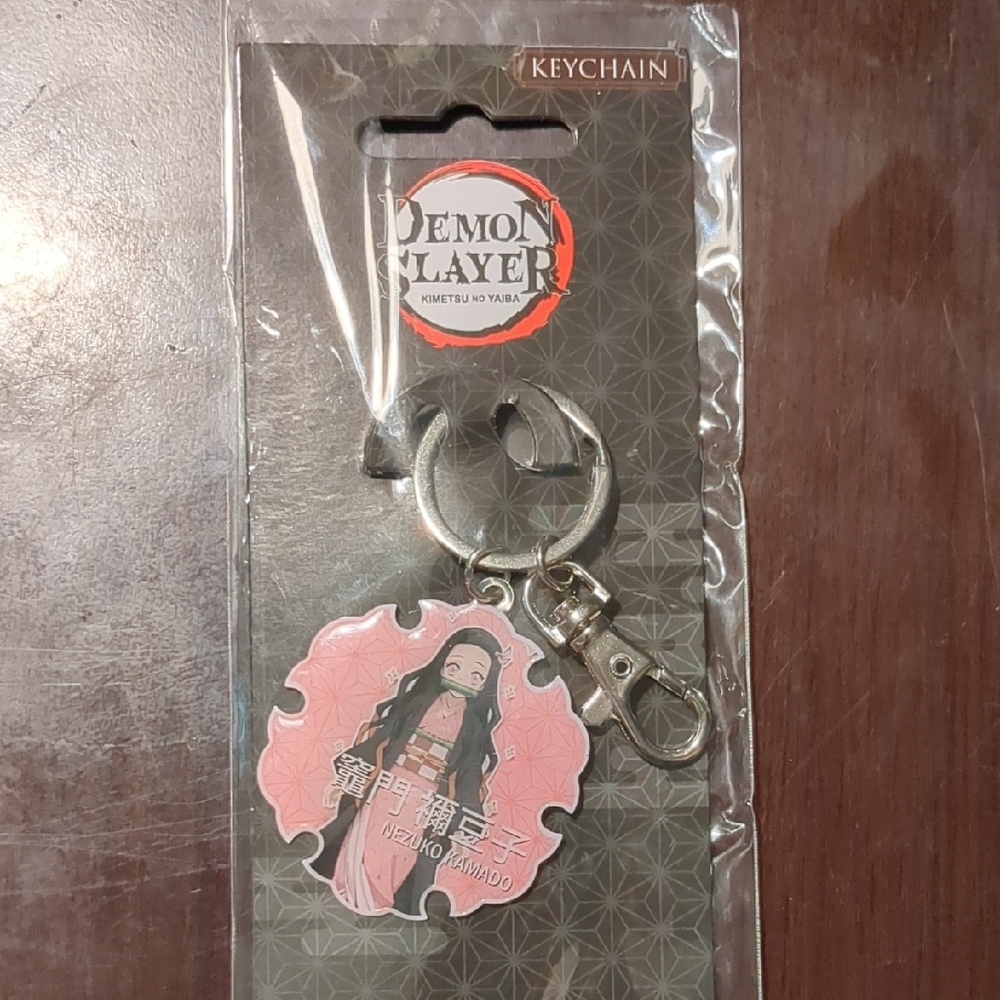 KEYCHAIN
DEMON
SLAYER
KIMETSU NO YAIBA
竈門禰豆子
NEZUKO KAMADO